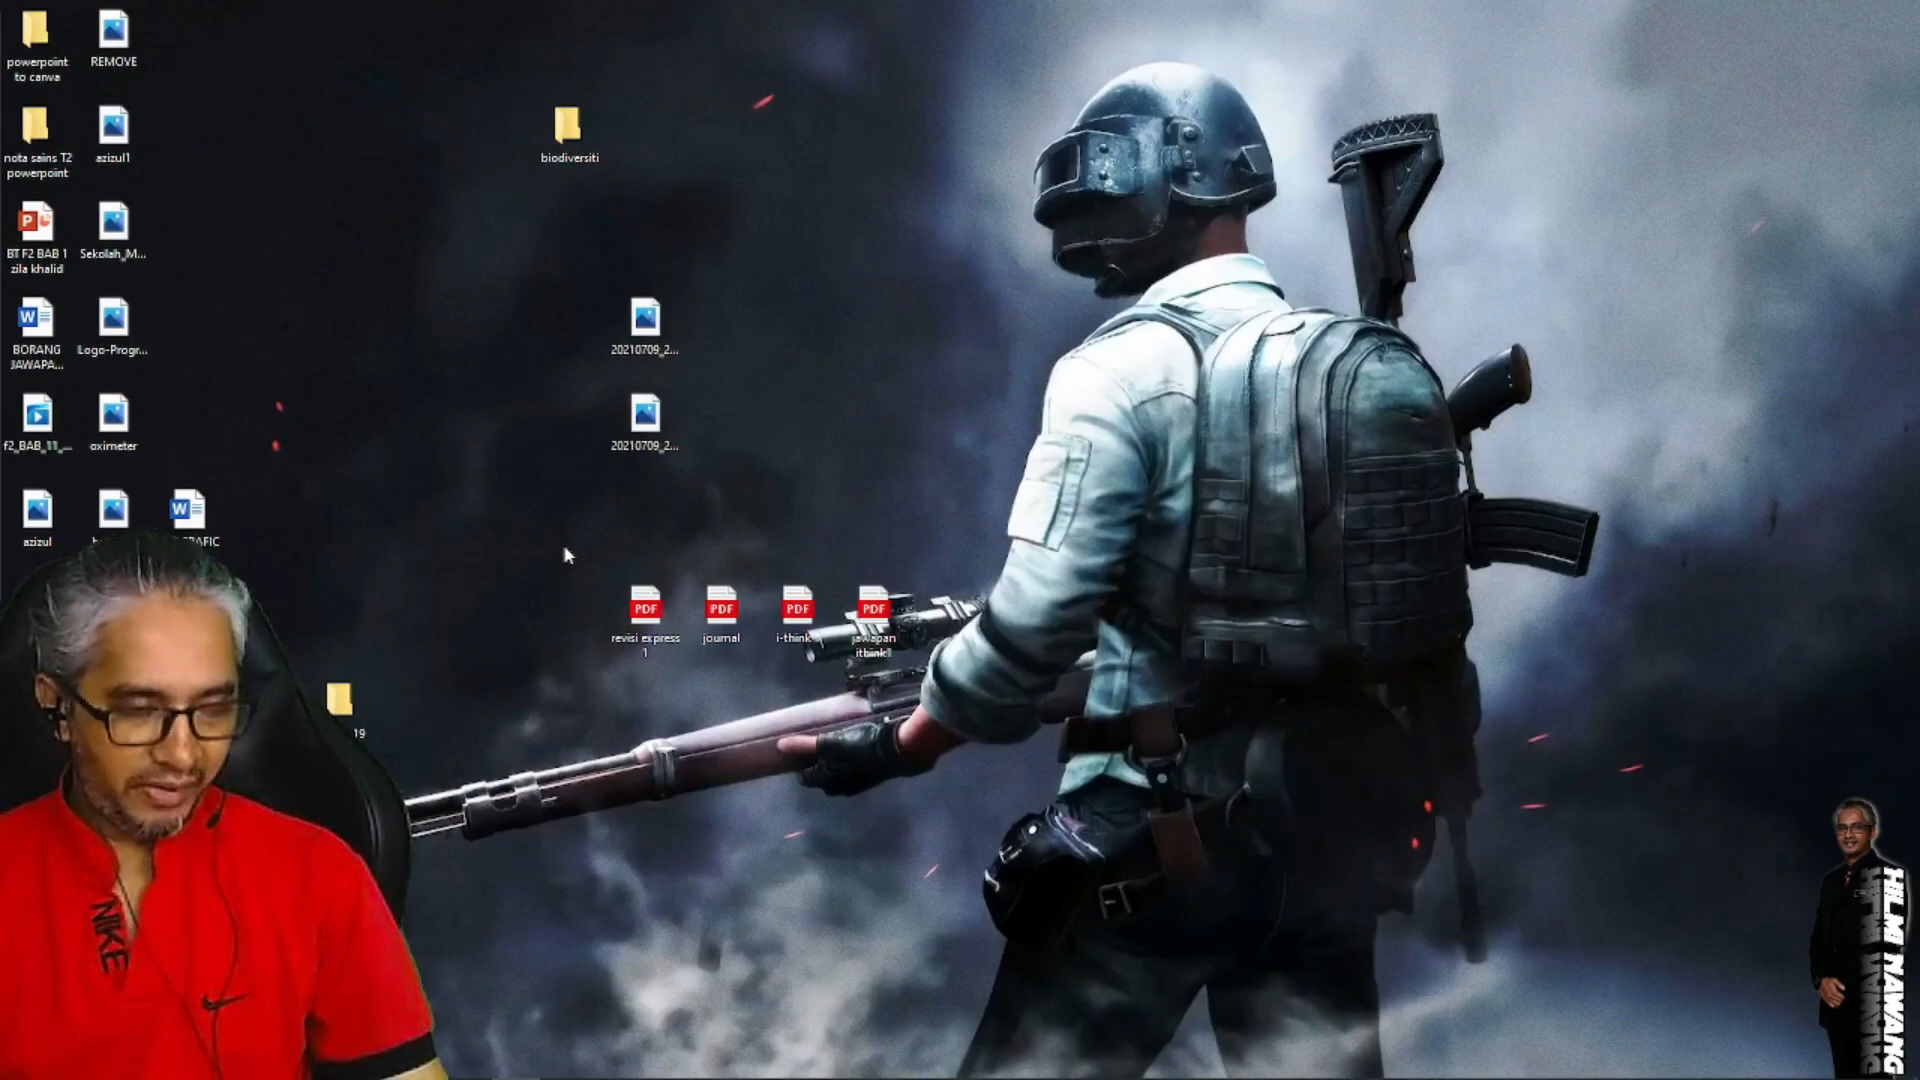 powerpoint
to canva
REMOVE
nota sains T2
powerpoint
azizul1
biodiversiti
BT F2 BAB 1
zila khalid
Sekolah_M...
BORANG
JAWAPA...
Logo-Progr...
20210709_2...
f2_BAB_11_...
oximeter
20210709_2...
azizul
PDF
PDF
PDF
PDF
revisi express
1
journal
i-think
jawapan
ithink1
19
NIKE
HILMI TAWANG